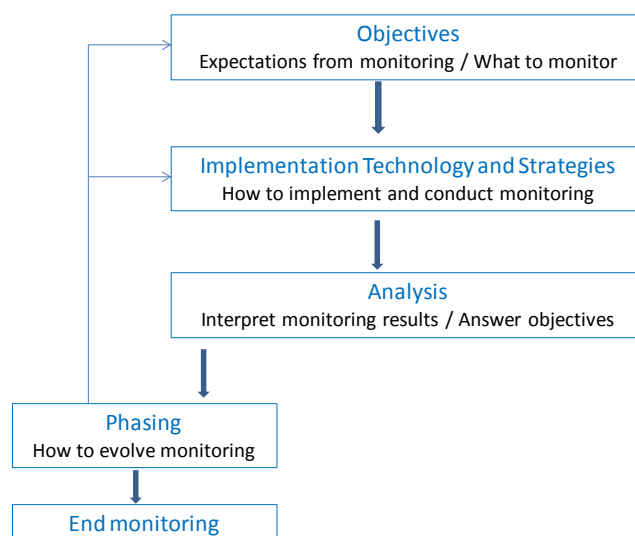 Objectives
Expectations from monitoring / What to monitor
Implementation Technology and Strategies
How to implement and conduct monitoring
Analysis
Interpret monitoring results / Answer objectives
Phasing
How to evolve monitoring
End monitoring